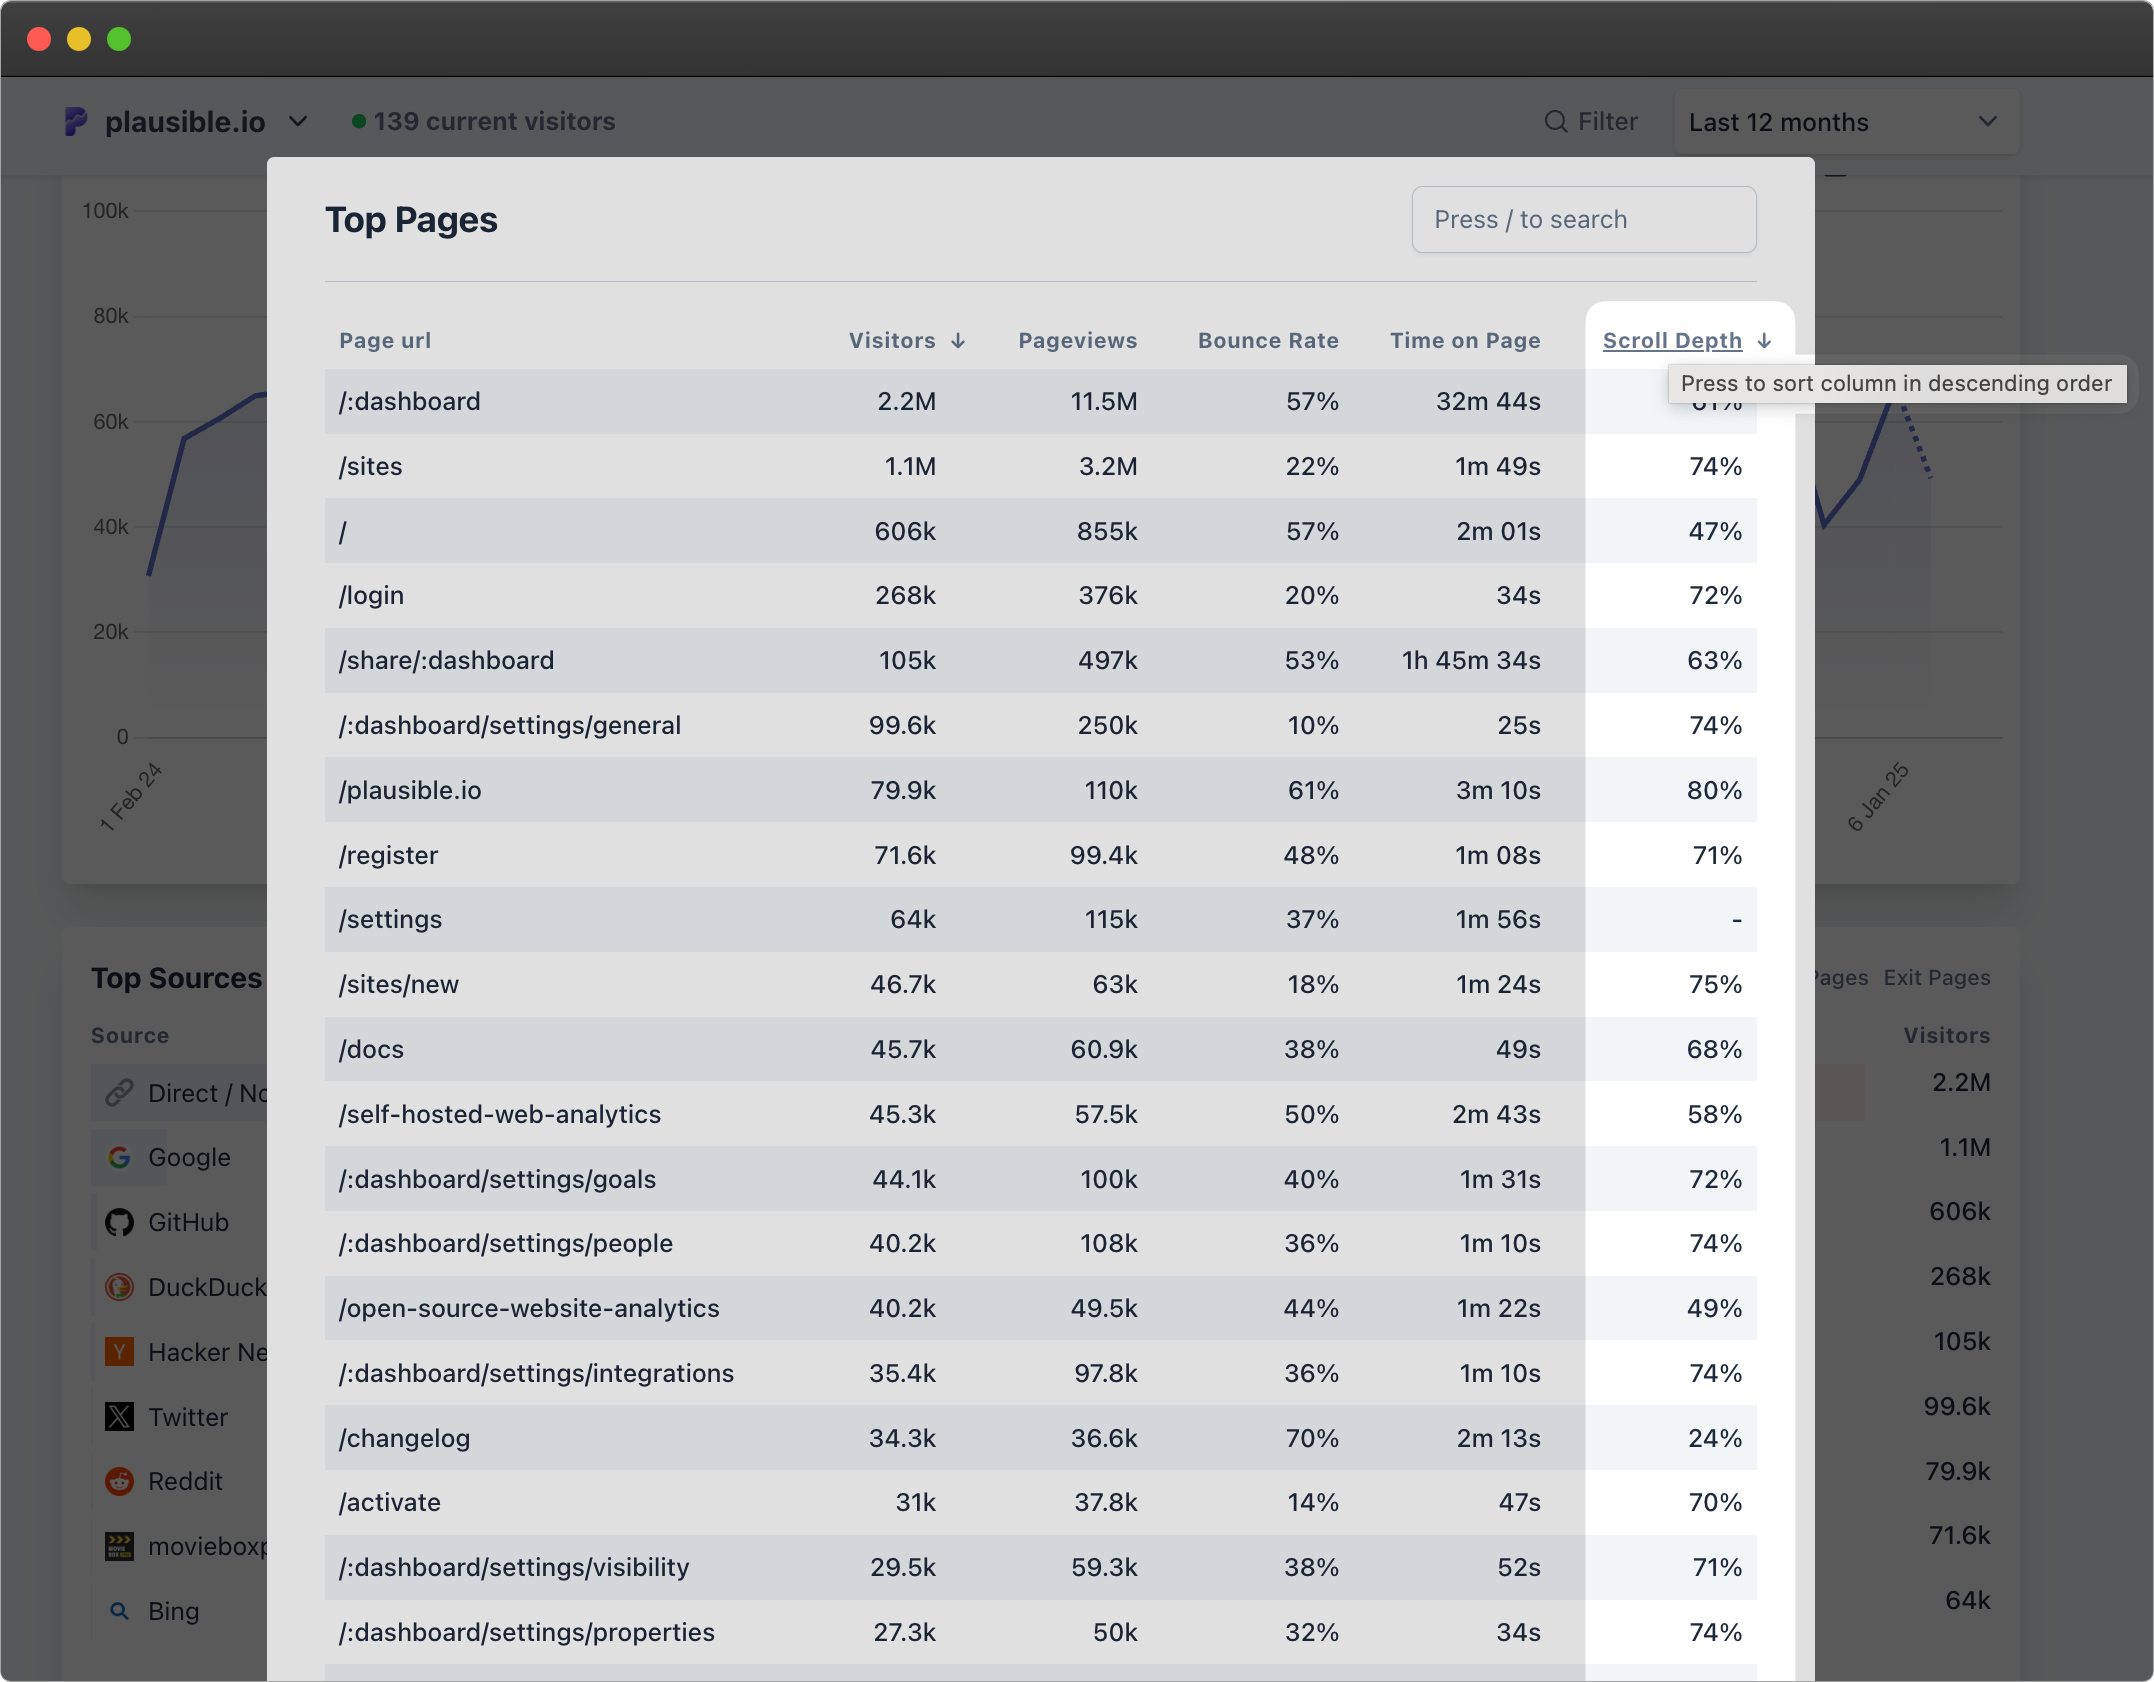 plausible.io
139 current visitors
Filter
Last 12 months
Top Pages
Press / to search
Page url Visitors ↓ Pageviews Bounce Rate Time on Page Scroll Depth ↓
Press to sort column in descending order
/:dashboard 2.2M 11.5M 57% 32m 44s
/sites 1.1M 3.2M 22% 1m 49s 74%
/ 606k 855k 57% 2m 01s 47%
/login 268k 376k 20% 34s 72%
/share/:dashboard 105k 497k 53% 1h 45m 34s 63%
/:dashboard/settings/general 99.6k 250k 10% 25s 74%
/plausible.io 79.9k 110k 61% 3m 10s 80%
/register 71.6k 99.4k 48% 1m 08s 71%
/settings 64k 115k 37% 1m 56s -
/sites/new 46.7k 63k 18% 1m 24s 75%
/docs 45.7k 60.9k 38% 49s 68%
/self-hosted-web-analytics 45.3k 57.5k 50% 2m 43s 58%
/:dashboard/settings/goals 44.1k 100k 40% 1m 31s 72%
/:dashboard/settings/people 40.2k 108k 36% 1m 10s 74%
/open-source-website-analytics 40.2k 49.5k 44% 1m 22s 49%
/:dashboard/settings/integrations 35.4k 97.8k 36% 1m 10s 74%
/changelog 34.3k 36.6k 70% 2m 13s 24%
/activate 31k 37.8k 14% 47s 70%
/:dashboard/settings/visibility 29.5k 59.3k 38% 52s 71%
/:dashboard/settings/properties 27.3k 50k 32% 34s 74%
100k
80k
60k
40k
20k
0
1 Feb 24
6 Jan 25
Top Sources
Source
Direct /
Google
GitHub
DuckDuck
Hacker
Twitter
Reddit
Bing
Pages Exit Pages
Visitors
2.2M
1.1M
606k
268k
105k
99.6k
79.9k
71.6k
64k